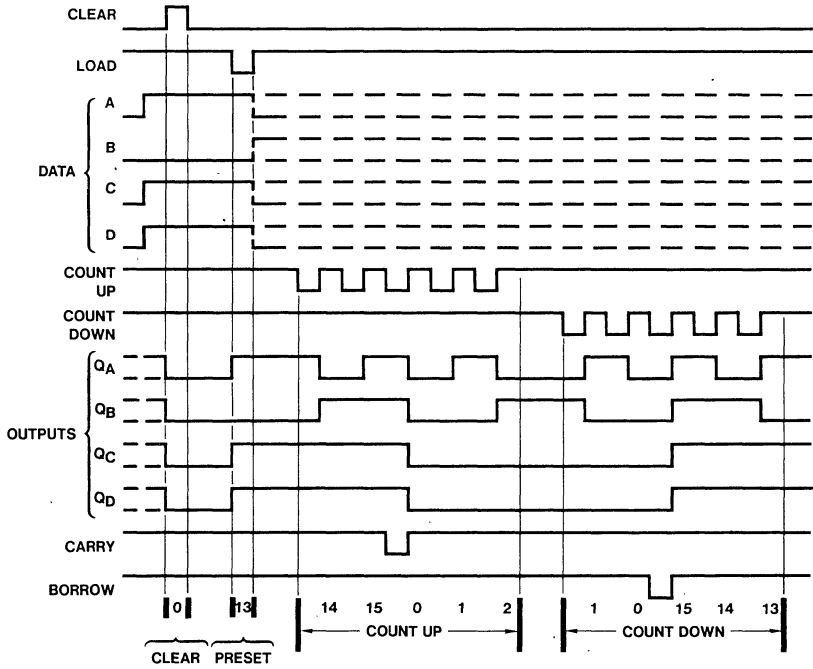 CLEAR
LOAD
A
B
DATA
C
D
COUNT
UP
COUNT
DOWN
QA
QB
OUTPUTS
QC
QD
CARRY
BORROW
0 13 14 15 0 1 2 1 0 15 14 13
COUNT UP COUNT DOWN
CLEAR PRESET